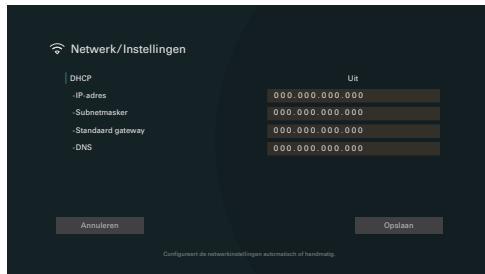 Netwerk/Instellingen
DHCP Uit
-IP-adres 000.000.000.000
-Subnetmasker 000.000.000.000
-Standaard gateway 000.000.000.000
-DNS 000.000.000.000
Annuleren Opslaan
Configureert de netwerkinstellingen automatisch of handmatig.